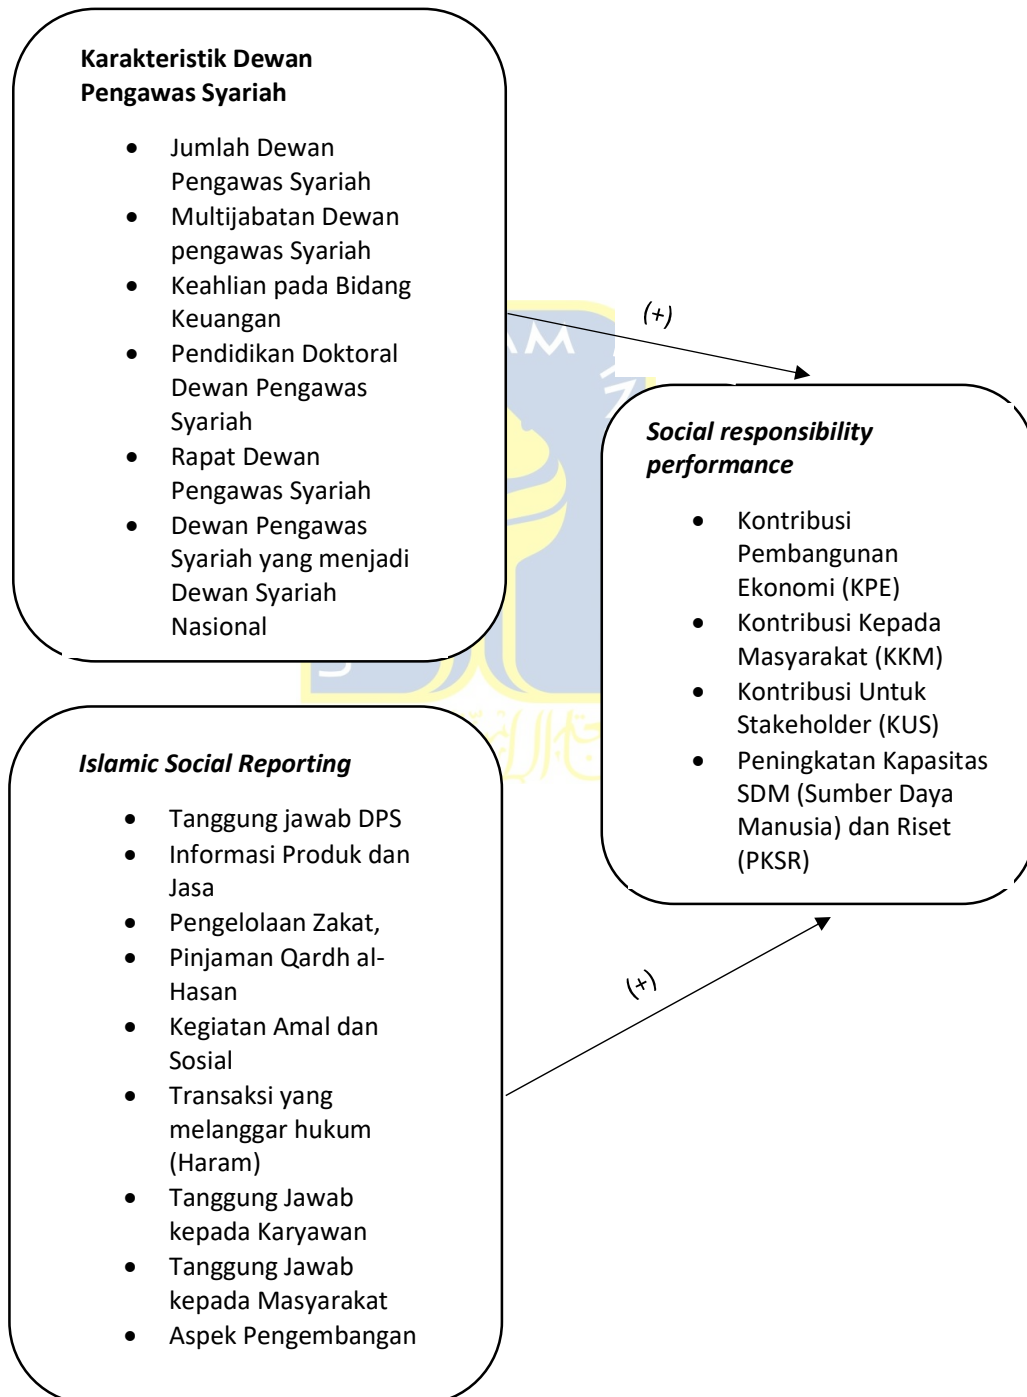 Karakteristik Dewan
Pengawas Syariah
• Jumlah Dewan
Pengawas Syariah
• Multijabatan Dewan
pengawas Syariah
• Keahlian pada Bidang
Keuangan
• Pendidikan Doktoral
Dewan Pengawas
Syariah
• Rapat Dewan
Pengawas Syariah
• Dewan Pengawas
Syariah yang menjadi
Dewan Syariah
Nasional
(+)
Social responsibility
performance
• Kontribusi
Pembangunan
Ekonomi (KPE)
• Kontribusi Kepada
Masyarakat (KKM)
• Kontribusi Untuk
Stakeholder (KUS)
• Peningkatan Kapasitas
SDM (Sumber Daya
Manusia) dan Riset
(PKSR)
Islamic Social Reporting
• Tanggung jawab DPS
• Informasi Produk dan
Jasa
• Pengelolaan Zakat,
• Pinjaman Qardh al-
Hasan
• Kegiatan Amal dan
Sosial
• Transaksi yang
melanggar hukum
(Haram)
• Tanggung Jawab
kepada Karyawan
• Tanggung Jawab
kepada Masyarakat
• Aspek Pengembangan
(+)